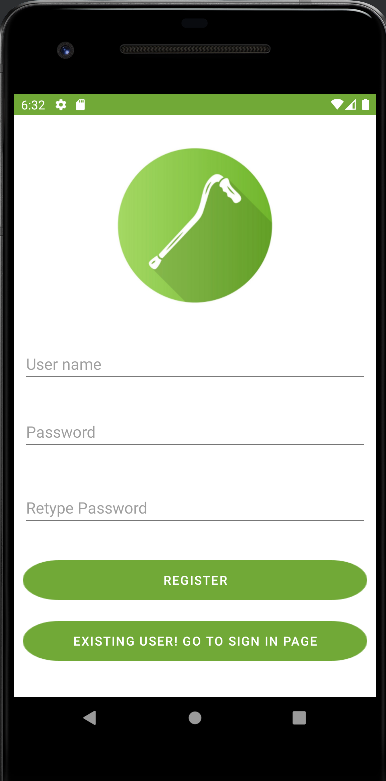 6:32
User name
Password
Retype Password
REGISTER
EXISTING USER! GO TO SIGN IN PAGE